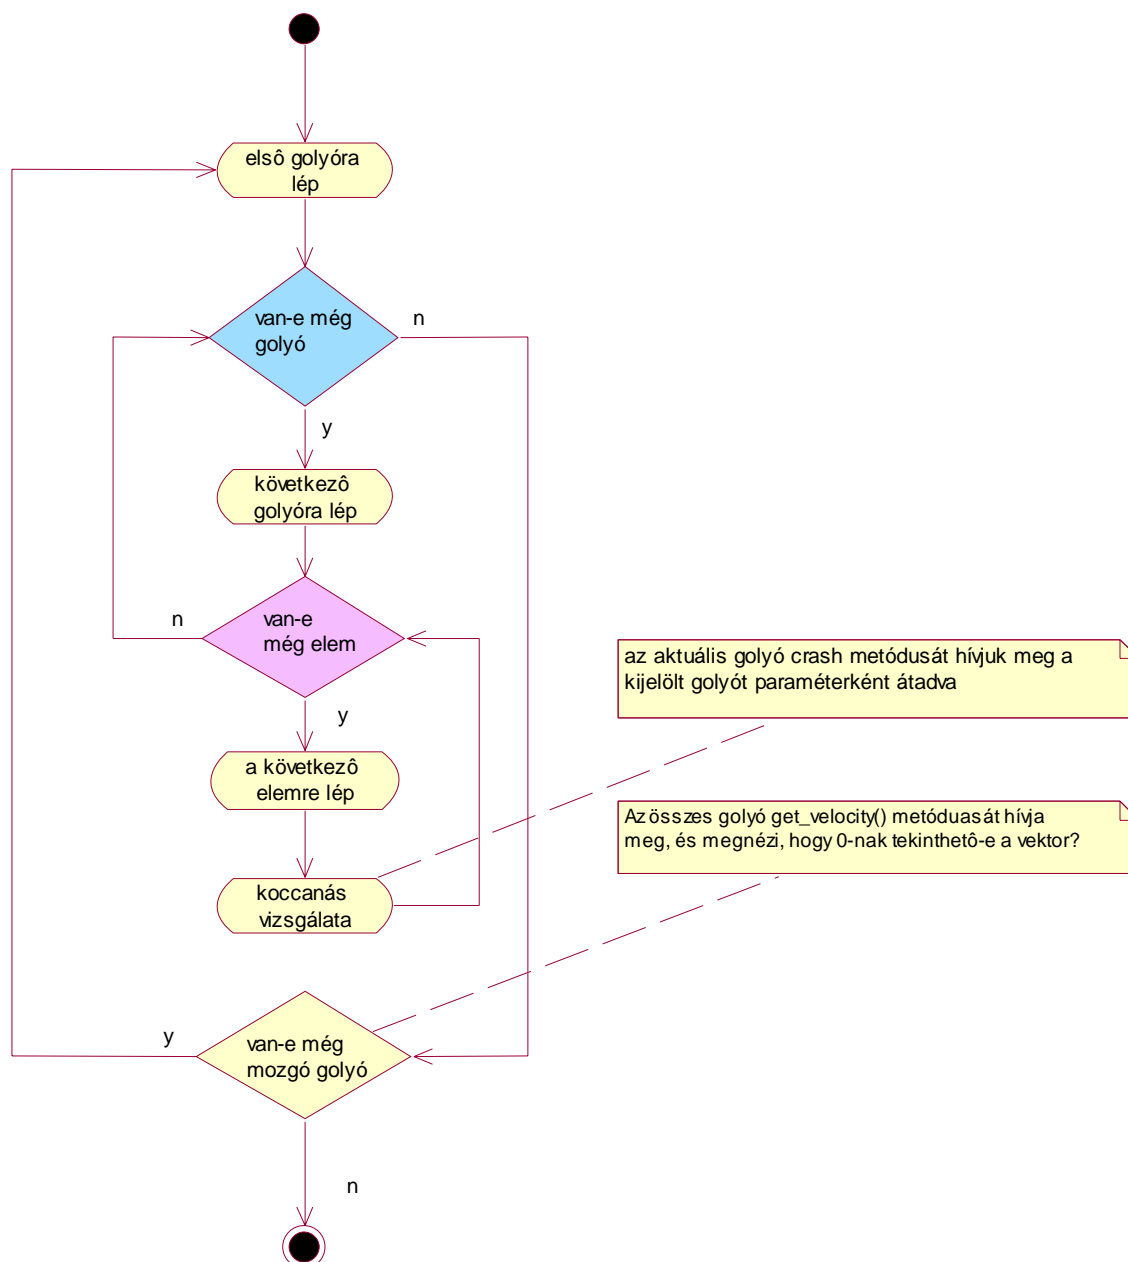 elsô golyóra
lép
van-e még
golyó
n
y
következô
golyóra lép
van-e
még elem
n
y
a következô
elemre lép
koccanás
vizsgálata
az aktuális golyó crash metódusát hívjuk meg a
kijelölt golyót paraméterként átadva
Az összes golyó get_velocity() metóduasát hívja
meg, és megnézi, hogy 0-nak tekinthetô-e a vektor?
y
van-e még
mozgó golyó
n